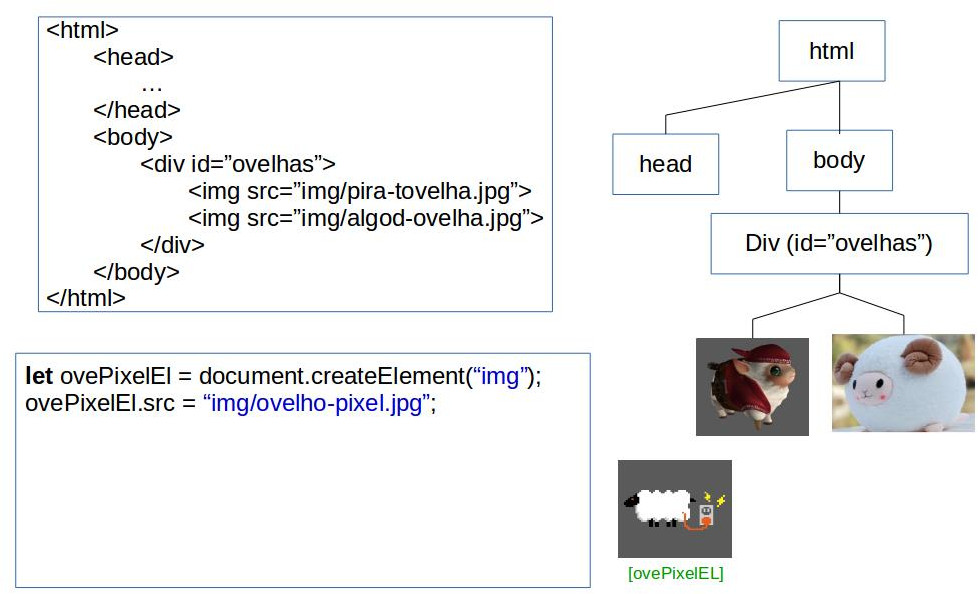 <html>
<head>
...
</head>
<body>
<div id=”ovelhas”>
<img src=”img/pira-tovelha.jpg”>
<img src=”img/algod-ovelha.jpg”>
</div>
</body>
</html>
let ovePixelEl = document.createElement(“img”);
ovePixelEl.src = “img/ovelho-pixel.jpg”;
html
head
body
Div (id=”ovelhas”)
[ovePixelEL]